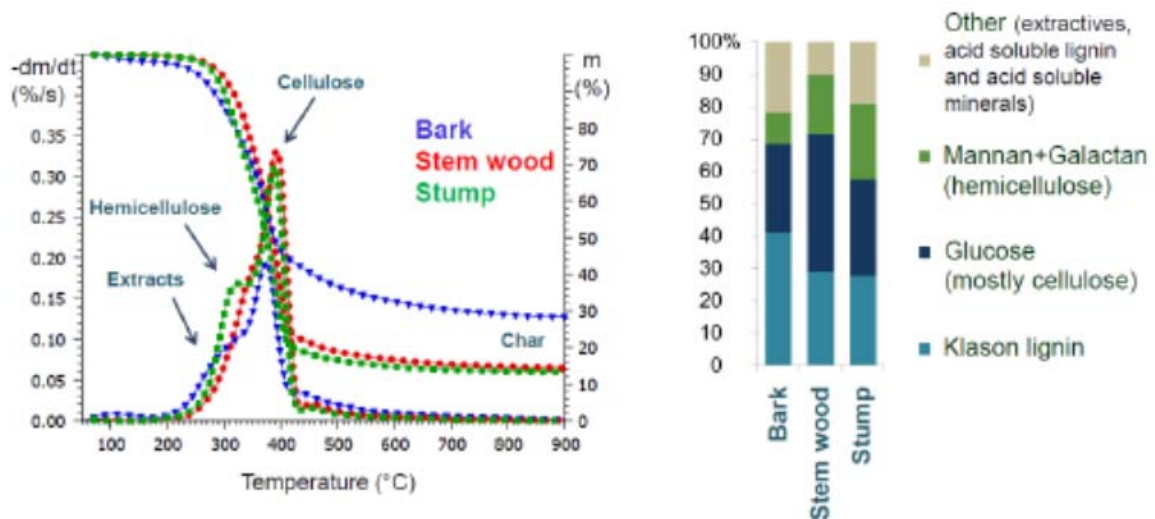 -dm/dt
(%/s)
0.35
0.30
0.25
0.20
0.15
0.10
0.05
0.00
Cellulose
Bark
Stem wood
Stump
Hemicellulose
Extracts
Char
m
(%)
80
70
60
50
40
30
20
10
0
100 200 300 400 500 600 700 800 900
Temperature (°C)
100%
90
80
70
60
50
40
30
20
10
0
Bark
Stem wood
Stump
Other (extractives,
acid soluble lignin
and acid soluble
minerals)
Mannan+Galactan
(hemicellulose)
Glucose
(mostly cellulose)
Klason lignin